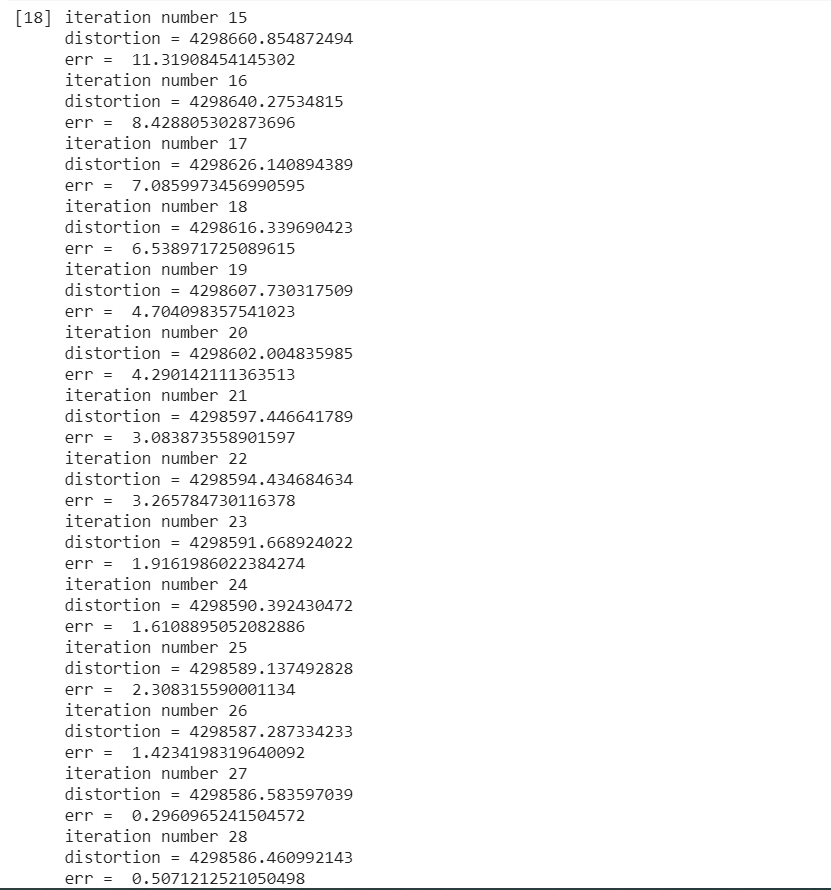 [18] iteration number 15
distortion = 4298660.854872494
err =  11.31908454145302
iteration number 16
distortion = 4298640.27534815
err =  8.428805302873696
iteration number 17
distortion = 4298626.140894389
err =  7.0859973456990595
iteration number 18
distortion = 4298616.339690423
err =  6.538971725089615
iteration number 19
distortion = 4298607.730317509
err =  4.704098357541023
iteration number 20
distortion = 4298602.004835985
err =  4.290142111363513
iteration number 21
distortion = 4298597.446641789
err =  3.083873558901597
iteration number 22
distortion = 4298594.434684634
err =  3.265784730116378
iteration number 23
distortion = 4298591.668924022
err =  1.9161986022384274
iteration number 24
distortion = 4298590.392430472
err =  1.6108895052082886
iteration number 25
distortion = 4298589.137492828
err =  2.308315590001134
iteration number 26
distortion = 4298587.287334233
err =  1.4234198319640092
iteration number 27
distortion = 4298586.583597039
err =  0.2960965241504572
iteration number 28
distortion = 4298586.460992143
err =  0.5071212521050498